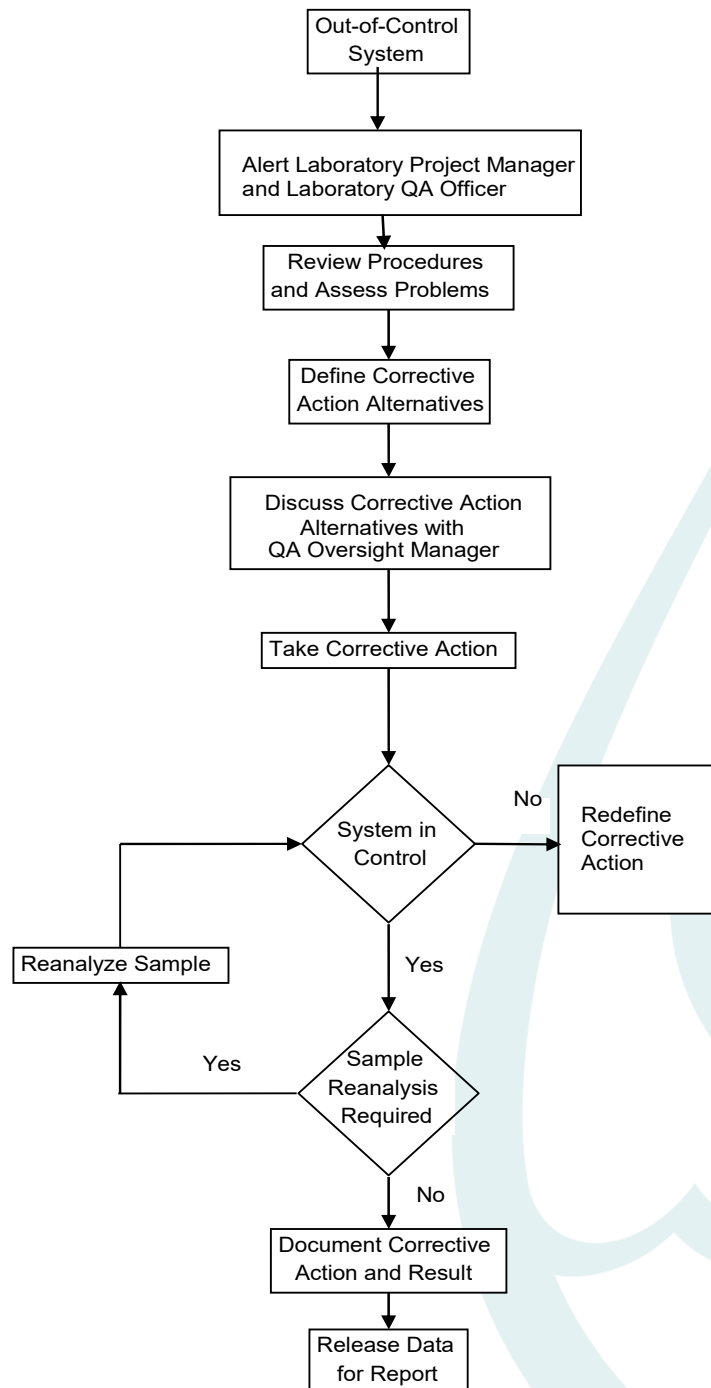 Out-of-Control
System
Alert Laboratory Project Manager
and Laboratory QA Officer
Review Procedures
and Assess Problems
Define Corrective
Action Alternatives
Discuss Corrective Action
Alternatives with
QA Oversight Manager
Take Corrective Action
System in
Control
No
Redefine
Corrective
Action
Yes
Reanalyze Sample
Yes
Sample
Reanalysis
Required
No
Document Corrective
Action and Result
Release Data
for Report